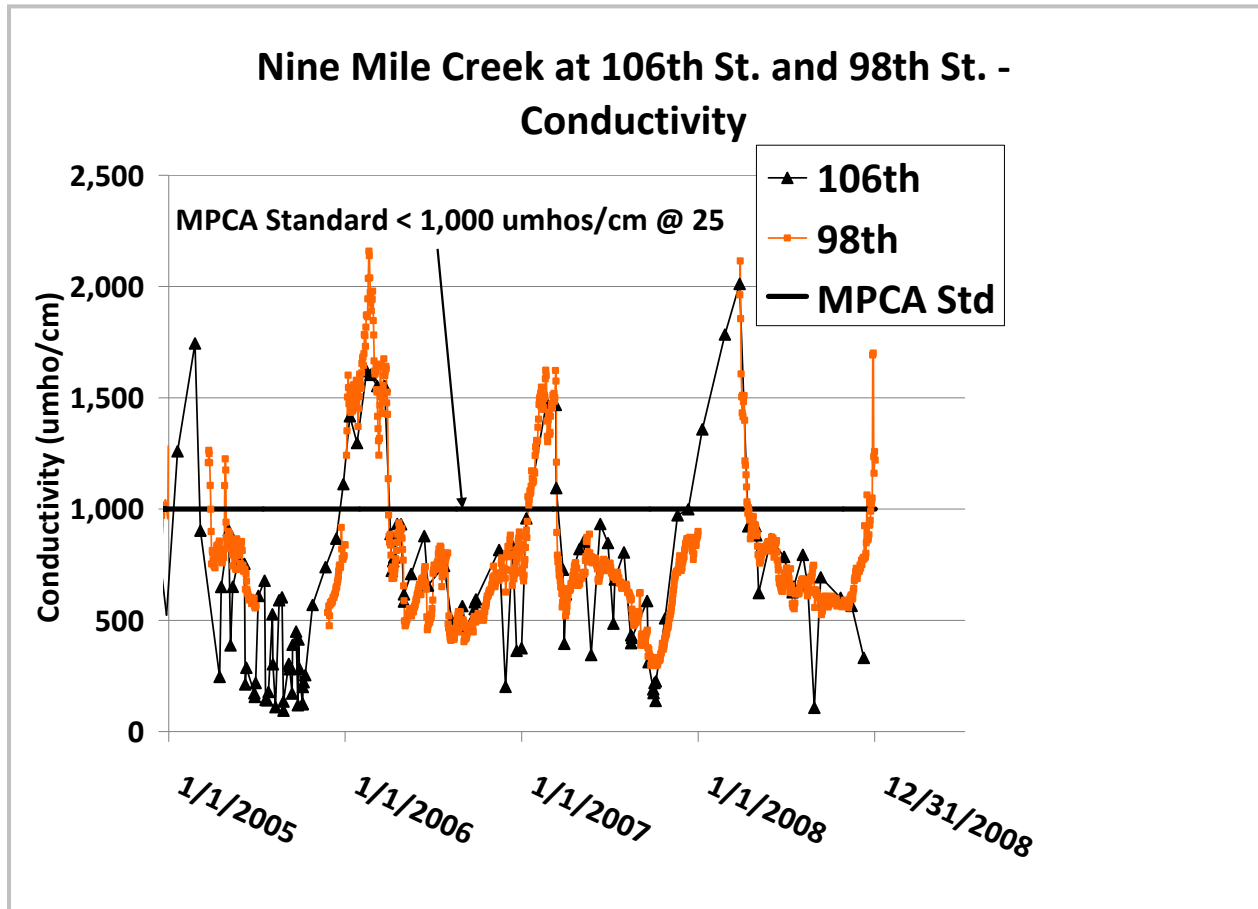 Nine Mile Creek at 106th St. and 98th St. -
Conductivity
106th
98th
MPCA Std
MPCA Standard < 1,000 umhos/cm @ 25
Conductivity (umho/cm)
2,500
2,000
1,500
1,000
500
0
1/1/2005
1/1/2006
1/1/2007
1/1/2008
12/31/2008